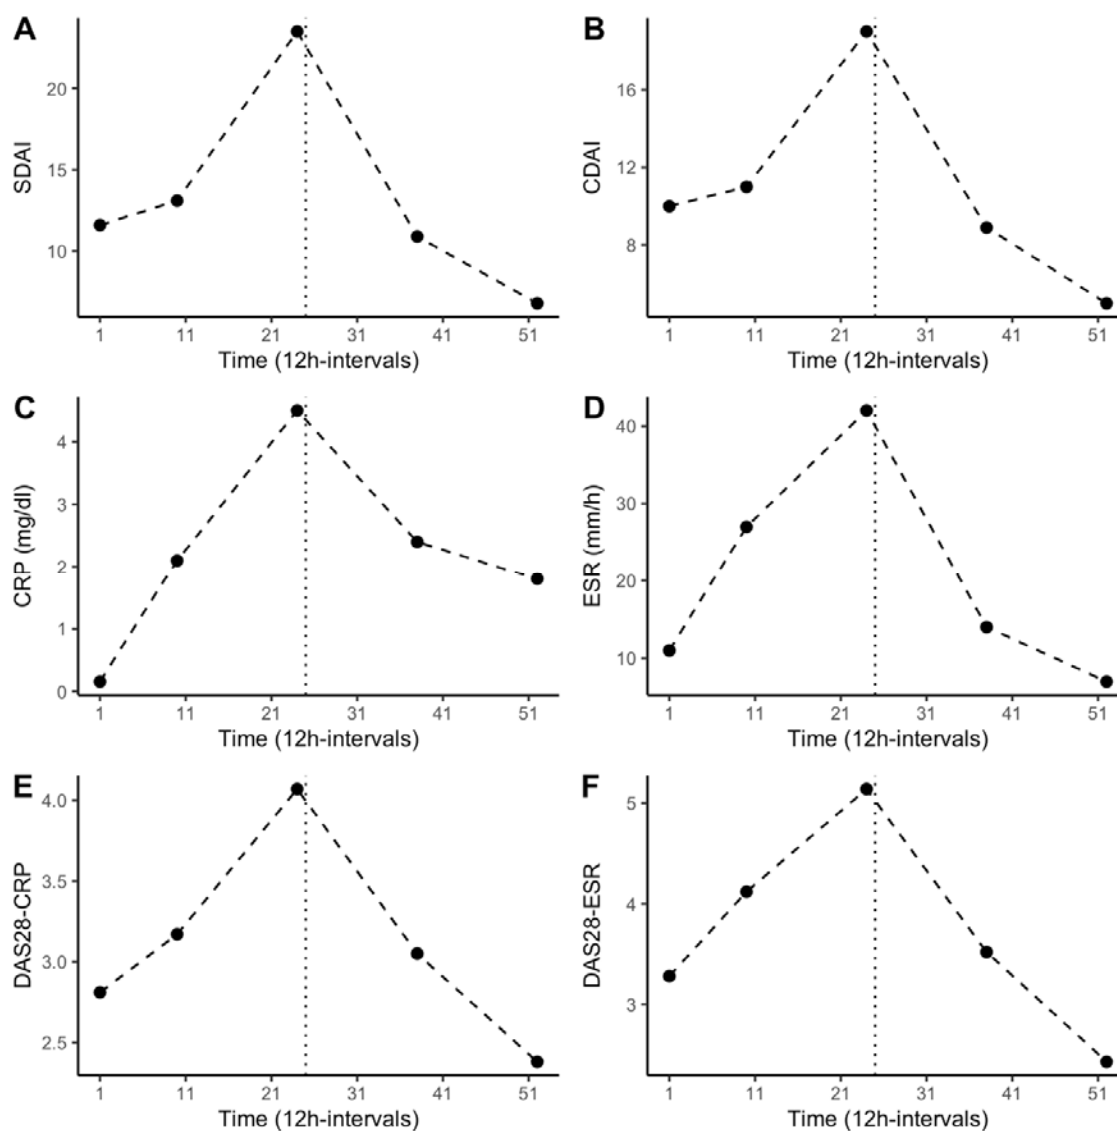 A
SDAI
20
15
10
1 11 21 31 41 51
Time (12h-intervals)
B
CDAI
16
12
8
1 11 21 31 41 51
Time (12h-intervals)
C
CRP (mg/dl)
4
3
2
1
0
1 11 21 31 41 51
Time (12h-intervals)
D
ESR (mm/h)
40
30
20
10
1 11 21 31 41 51
Time (12h-intervals)
E
DAS28-CRP
4.0
3.5
3.0
2.5
1 11 21 31 41 51
Time (12h-intervals)
F
DAS28-ESR
5
4
3
1 11 21 31 41 51
Time (12h-intervals)